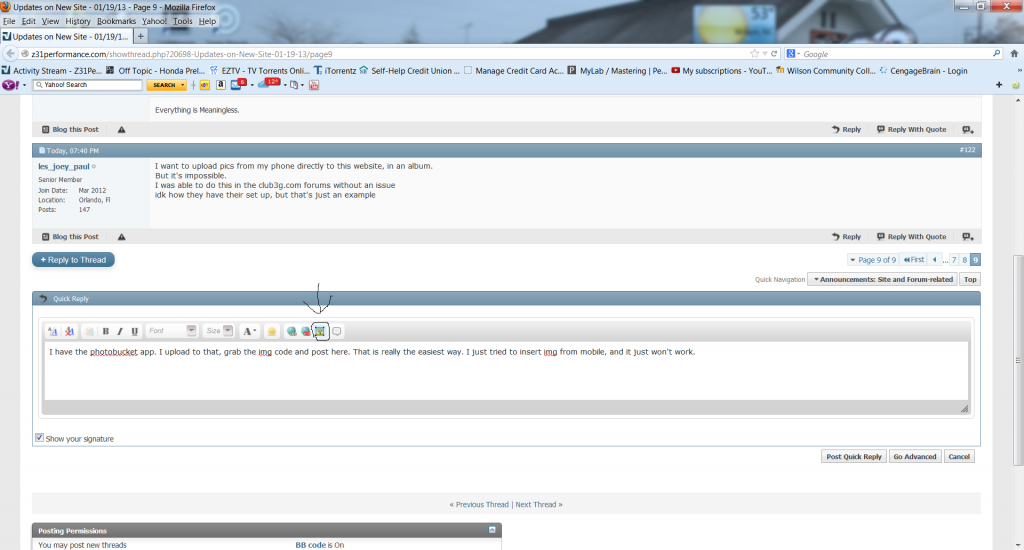 Updates on New Site - 01/19/13 - Page 9 - Mozilla Firefox
File Edit View History Bookmarks Yahoo! Tools Help
Updates on New Site - 01/19/1...
z31performance.com/showthread.php?20698-Updates-on-New-Site-01-19-13/page9
Google
Activity Stream - Z31Pe... Off Topic - Honda Prel... EZTV - TV Torrents Onli... iTorrentz Self-Help Credit Union ... Manage Credit Card Ac... MyLab / Mastering | Pe... My subscriptions - YouT... Wilson Community Coll... CengageBrain - Login
Yahoo! Search SEARCH
Everything is Meaningless.
Blog this Post Reply Reply With Quote
Today, 07:40 PM #122
les_joey_paul
Senior Member
Join Date: Mar 2012
Location: Orlando, Fl
Posts: 147
I want to upload pics from my phone directly to this website, in an album.
But it's impossible.
I was able to do this in the club3g.com forums without an issue
idk how they have their set up, but that's just an example
Blog this Post Reply Reply With Quote
+ Reply to Thread
Page 9 of 9 First ... 7 8 9
Quick Navigation Announcements: Site and Forum-related Top
Quick Reply
B I U Font Size A
I have the photobucket app. I upload to that, grab the img code and post here. That is really the easiest way. I just tried to insert img from mobile, and it just won't work.
Show your signature
Post Quick Reply Go Advanced Cancel
« Previous Thread | Next Thread »
Posting Permissions
You may post new threads
BB code is On